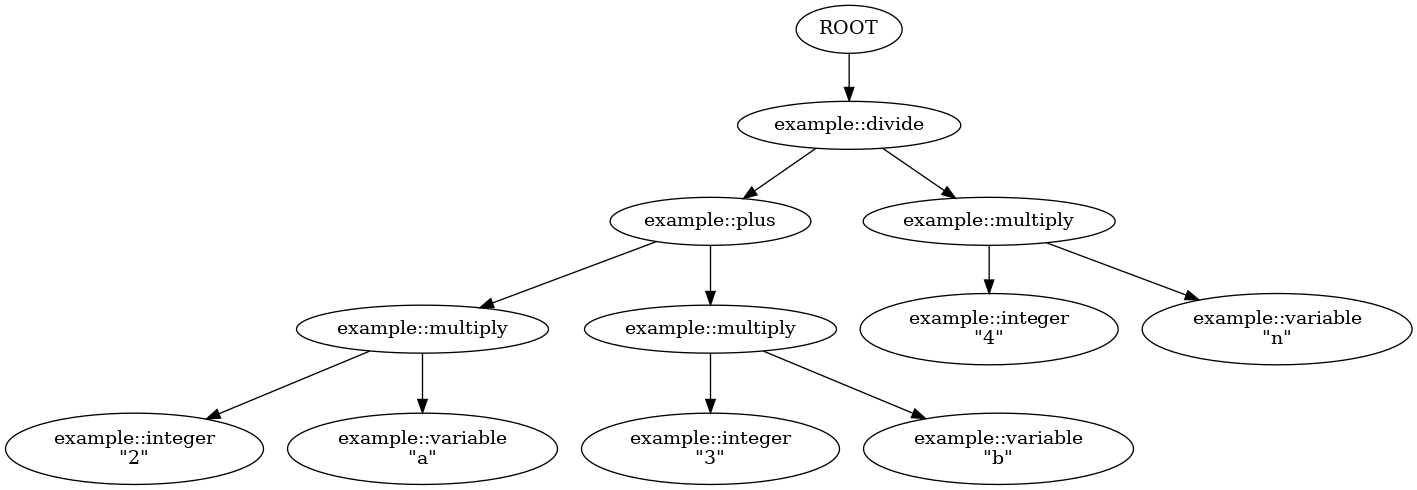 ROOT
example::divide
example::plus
example::multiply
example::multiply
example::multiply
example::integer
"4"
example::variable
"n"
example::integer
"2"
example::variable
"a"
example::integer
"3"
example::variable
"b"